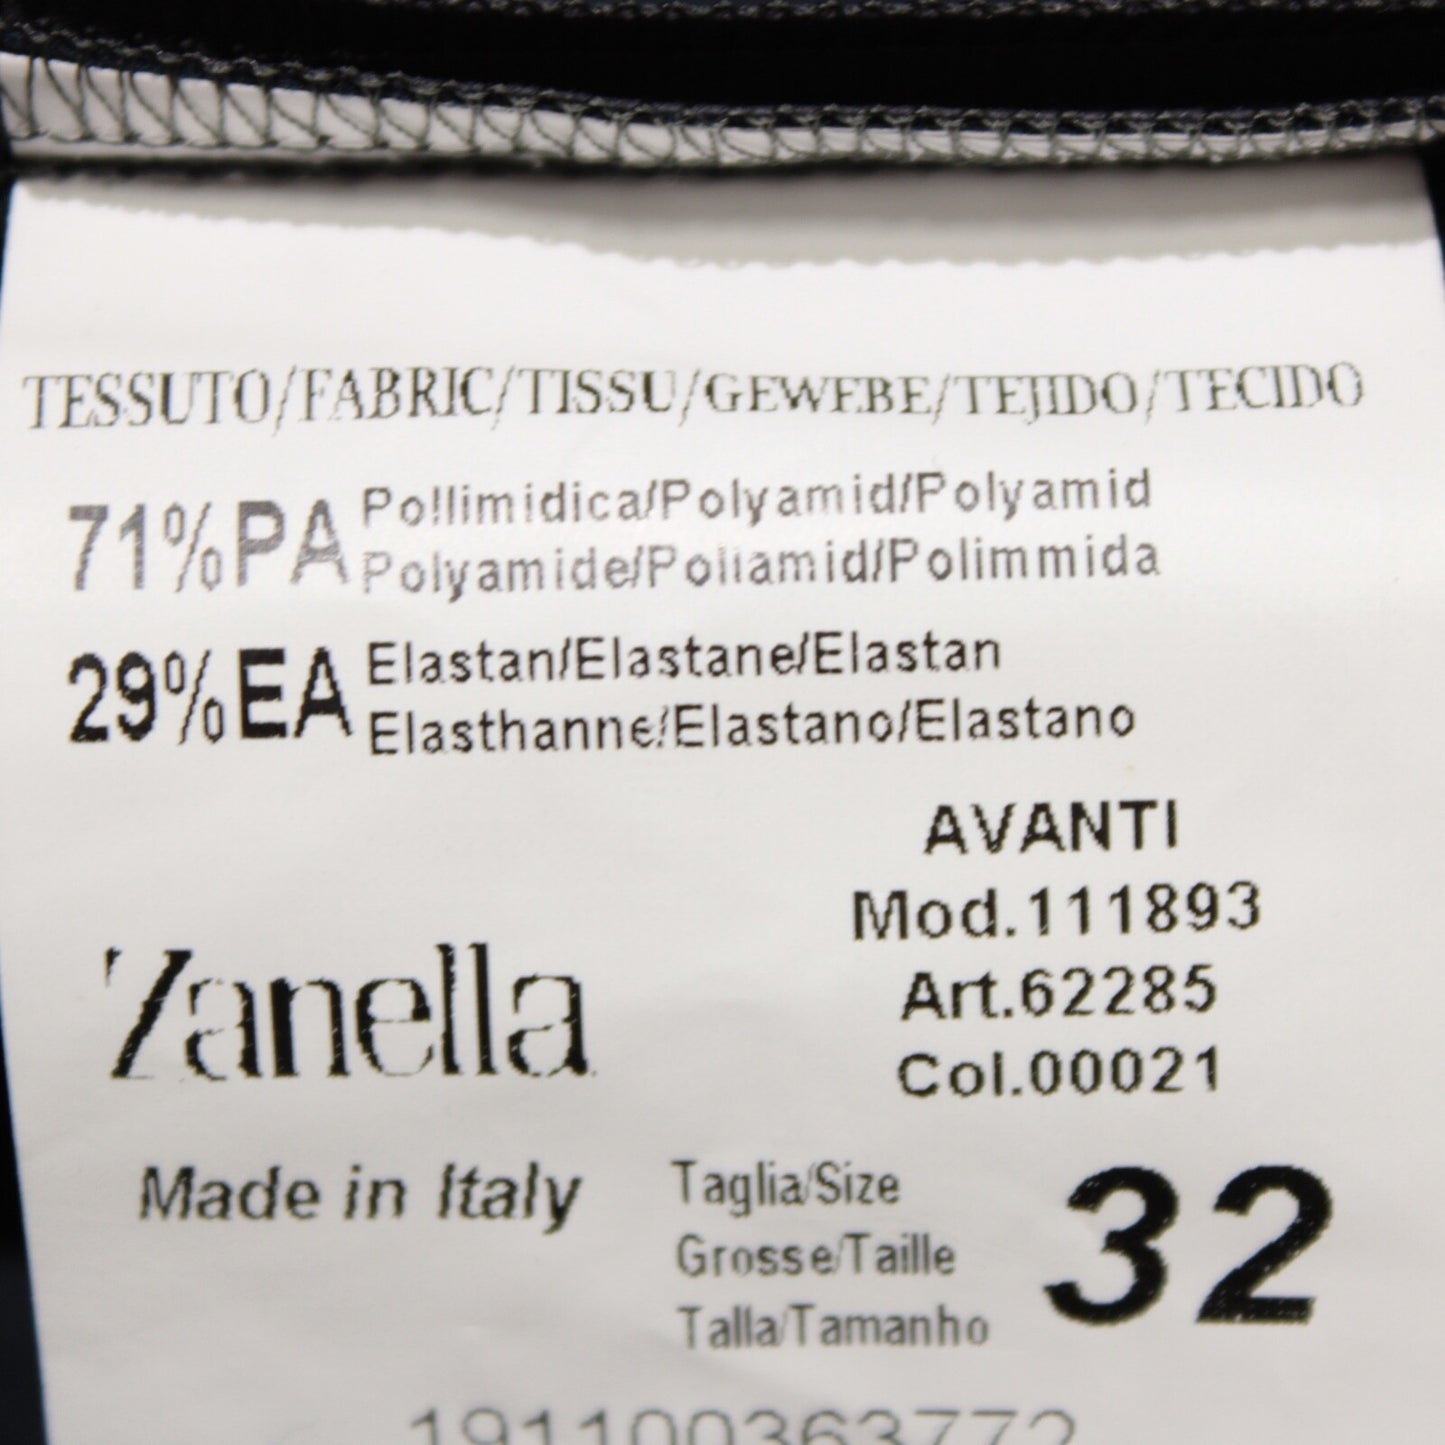 TESSUTO/FABRIC/TISSU/GEWEBE/TEJIDO/TECIDO
71%PA Pollimidica/Polyamid/Polyamid
Polyamide/Poliamid/Polimmida
29%EA Elastan/Elastane/Elastan
Elasthanne/Elastano/Elastano
AVANTI
Mod.111893
Art.62285
Col.00021
Zanella
Made in Italy
Taglia/Size
Grosse/Taille
Talla/Tamanho
32
191100363772